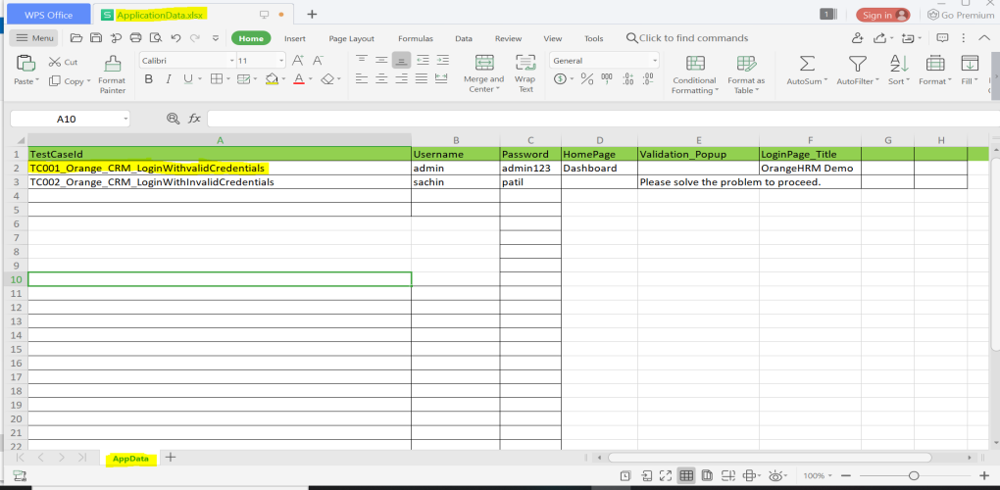 WPS Office ApplicationData.xlsx + 1 Sign in Go Premium
Menu Home Insert Page Layout Formulas Data Review View Tools Click to find commands
Paste Cut Copy Format Painter Calibri 11 B I U A Merge and Center Wrap Text General Conditional Formatting Format as Table AutoSum AutoFilter Sort Format Fill
A10 fx
A B C D E F G H
1 TestCaseId Username Password HomePage Validation_Popup LoginPage_Title
2 TC001_Orange_CRM_LoginWithvalidCredentials admin admin123 Dashboard OrangeHRM Demo
3 TC002_Orange_CRM_LoginWithInvalidCredentials sachin patil Please solve the problem to proceed.
4
5
6
7
8
9
10
11
12
13
14
15
16
17
18
19
20
21
22
AppData +
100% − +